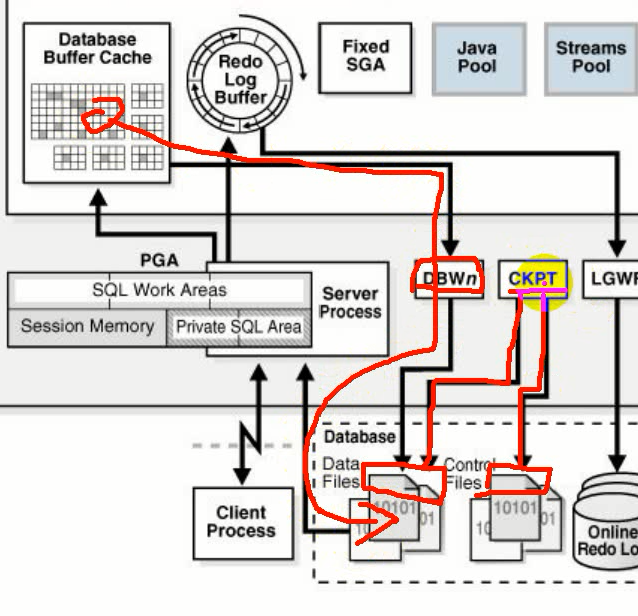 Database
Buffer Cache
Redo
Log
Buffer
Fixed
SGA
Java
Pool
Streams
Pool
PGA
SQL Work Areas
Session Memory
Private SQL Area
Server
Process
DBWn
CKPT
LGWR
Database
Data
Files
Control
Files
10101
01
10101
10
01
Client
Process
Online
Redo Lo